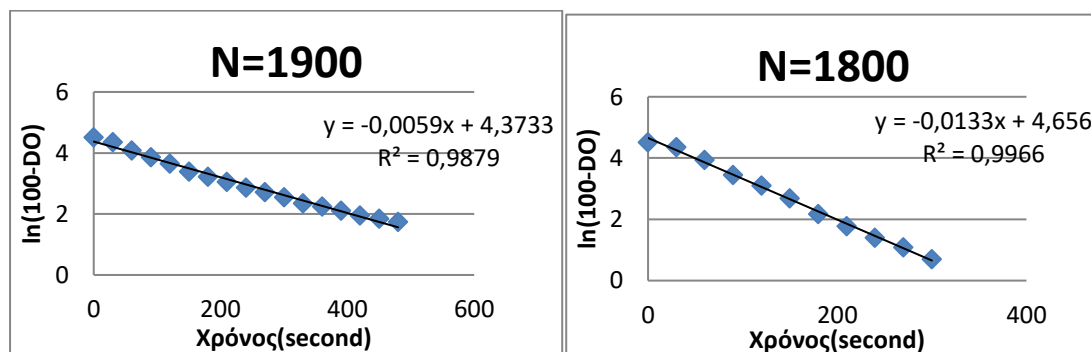 N=1900
y = -0,0059x + 4,3733
R² = 0,9879
ln(100-DO)
6
4
2
0
0 200 400 600
Χρόνος(second)
N=1800
y = -0,0133x + 4,656
R² = 0,9966
ln(100-DO)
6
4
2
0
0 200 400
Χρόνος(second)